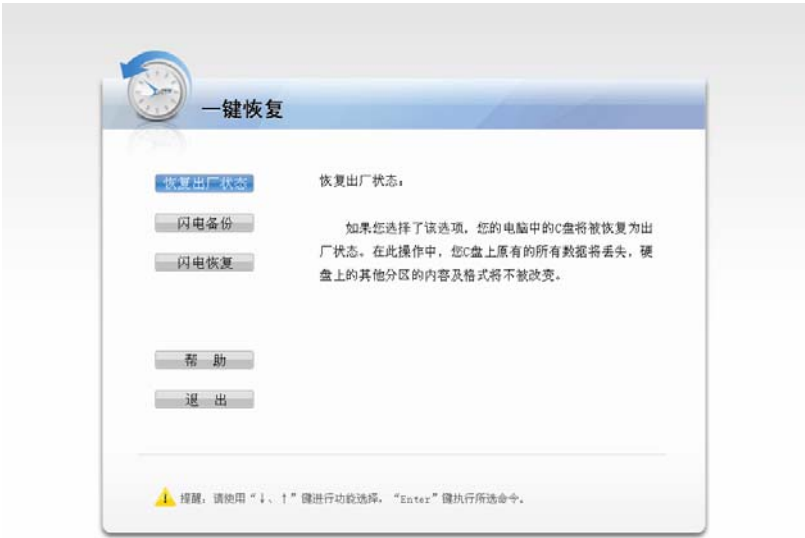 一键恢复
恢复出厂状态
闪电备份
闪电恢复
帮 助
退 出
恢复出厂状态:
如果您选择了该选项, 您的电脑中的C盘将被恢复为出
厂状态。在此操作中, 您C盘上原有的所有数据将丢失, 硬
盘上的其他分区的内容及格式将不被改变。
提醒: 请使用“↓、↑”键进行功能选择, “Enter”键执行所选命令。